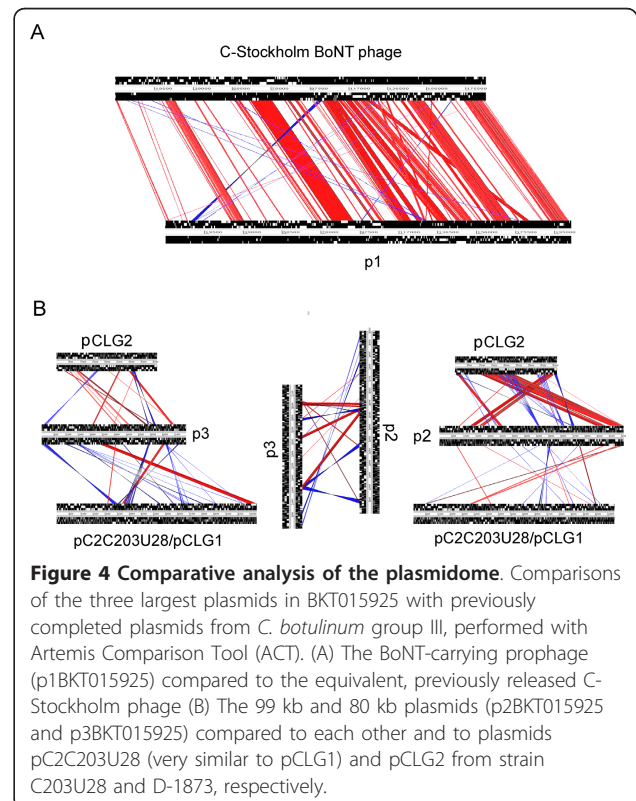 A
C-Stockholm BoNT phage
p1
B
pCLG2
p3
pC2C203U28/pCLG1
p3
p2
pCLG2
p2
pC2C203U28/pCLG1
Figure 4 Comparative analysis of the plasmidome. Comparisons
of the three largest plasmids in BKT015925 with previously
completed plasmids from C. botulinum group III, performed with
Artemis Comparison Tool (ACT). (A) The BoNT-carrying prophage
(p1BKT015925) compared to the equivalent, previously released C-
Stockholm phage (B) The 99 kb and 80 kb plasmids (p2BKT015925
and p3BKT015925) compared to each other and to plasmids
pC2C203U28 (very similar to pCLG1) and pCLG2 from strain
C203U28 and D-1873, respectively.